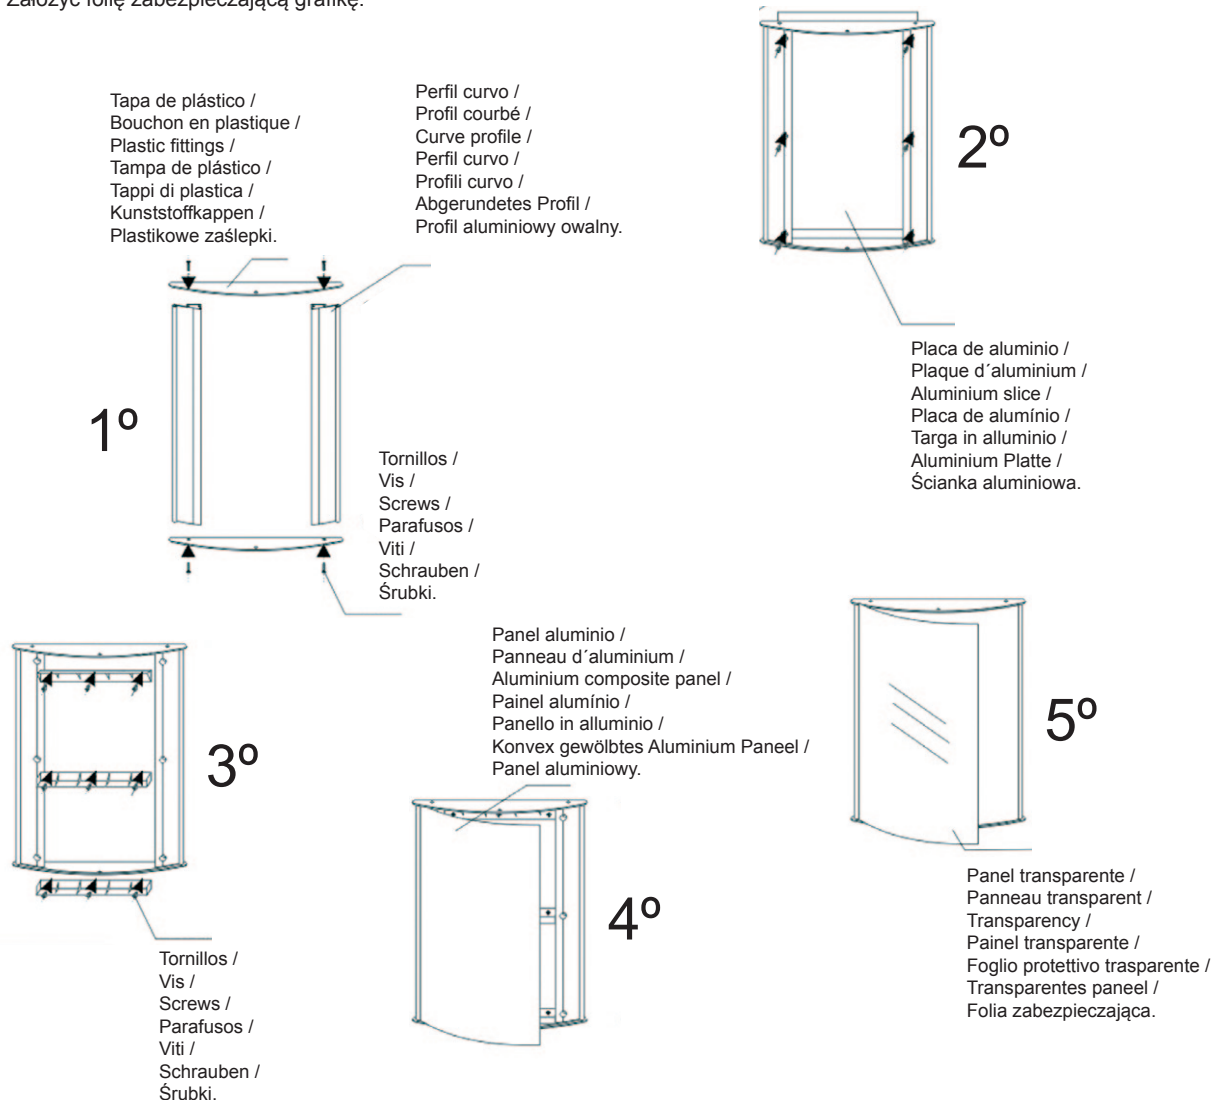 Założyć folię zabezpieczającą grafikę.
Tapa de plástico /
Bouchon en plastique /
Plastic fittings /
Tampa de plástico /
Tappi di plastica /
Kunststoffkappen /
Plastikowe zaślepki.
Perfil curvo /
Profil courbé /
Curve profile /
Perfil curvo /
Profili curvo /
Abgerundetes Profil /
Profil aluminiowy owalny.
2º
Placa de aluminio /
Plaque d´aluminium /
Aluminium slice /
Placa de alumínio /
Targa in alluminio /
Aluminium Platte /
Ścianka aluminiowa.
1º
Tornillos /
Vis /
Screws /
Parafusos /
Viti /
Schrauben /
Śrubki.
3º
Tornillos /
Vis /
Screws /
Parafusos /
Viti /
Schrauben /
Śrubki.
Panel aluminio /
Panneau d´aluminium /
Aluminium composite panel /
Painel alumínio /
Panello in alluminio /
Konvex gewölbtes Aluminium Paneel /
Panel aluminiowy.
4º
5º
Panel transparente /
Panneau transparent /
Transparency /
Painel transparente /
Foglio protettivo trasparente /
Transparentes paneel /
Folia zabezpieczająca.